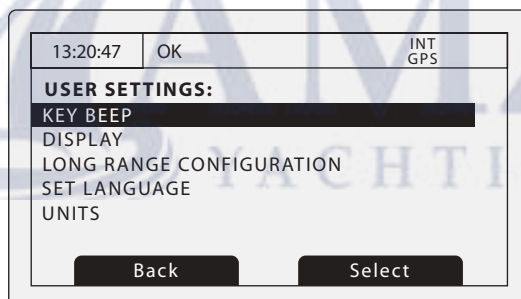 13:20:47 OK INT GPS
USER SETTINGS:
KEY BEEP
DISPLAY
LONG RANGE CONFIGURATION
SET LANGUAGE
UNITS
Back Select
YACHTI